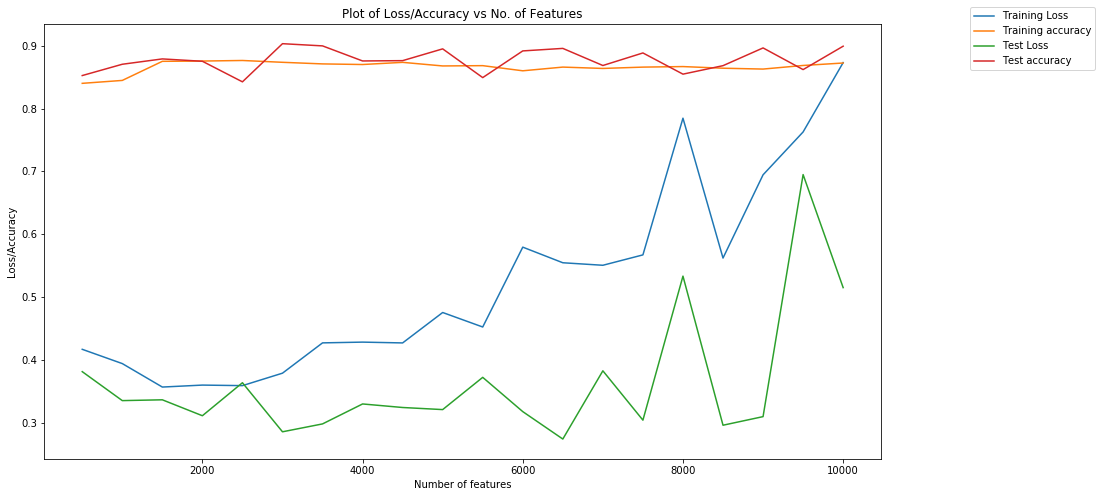 Plot of Loss/Accuracy vs No. of Features
Training Loss
Training accuracy
Test Loss
Test accuracy
Loss/Accuracy
0.9
0.8
0.7
0.6
0.5
0.4
0.3
2000
4000
6000
8000
10000
Number of features